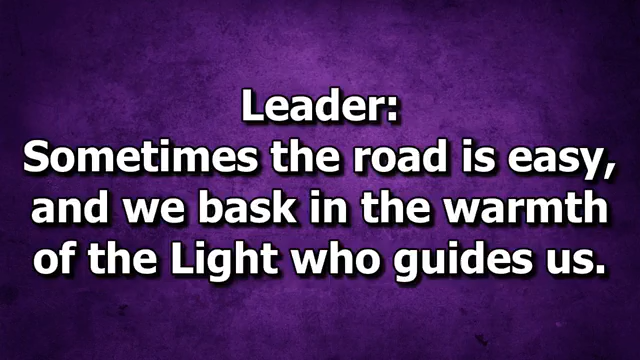 Leader:
Sometimes the road is easy,
and we bask in the warmth
of the Light who guides us.